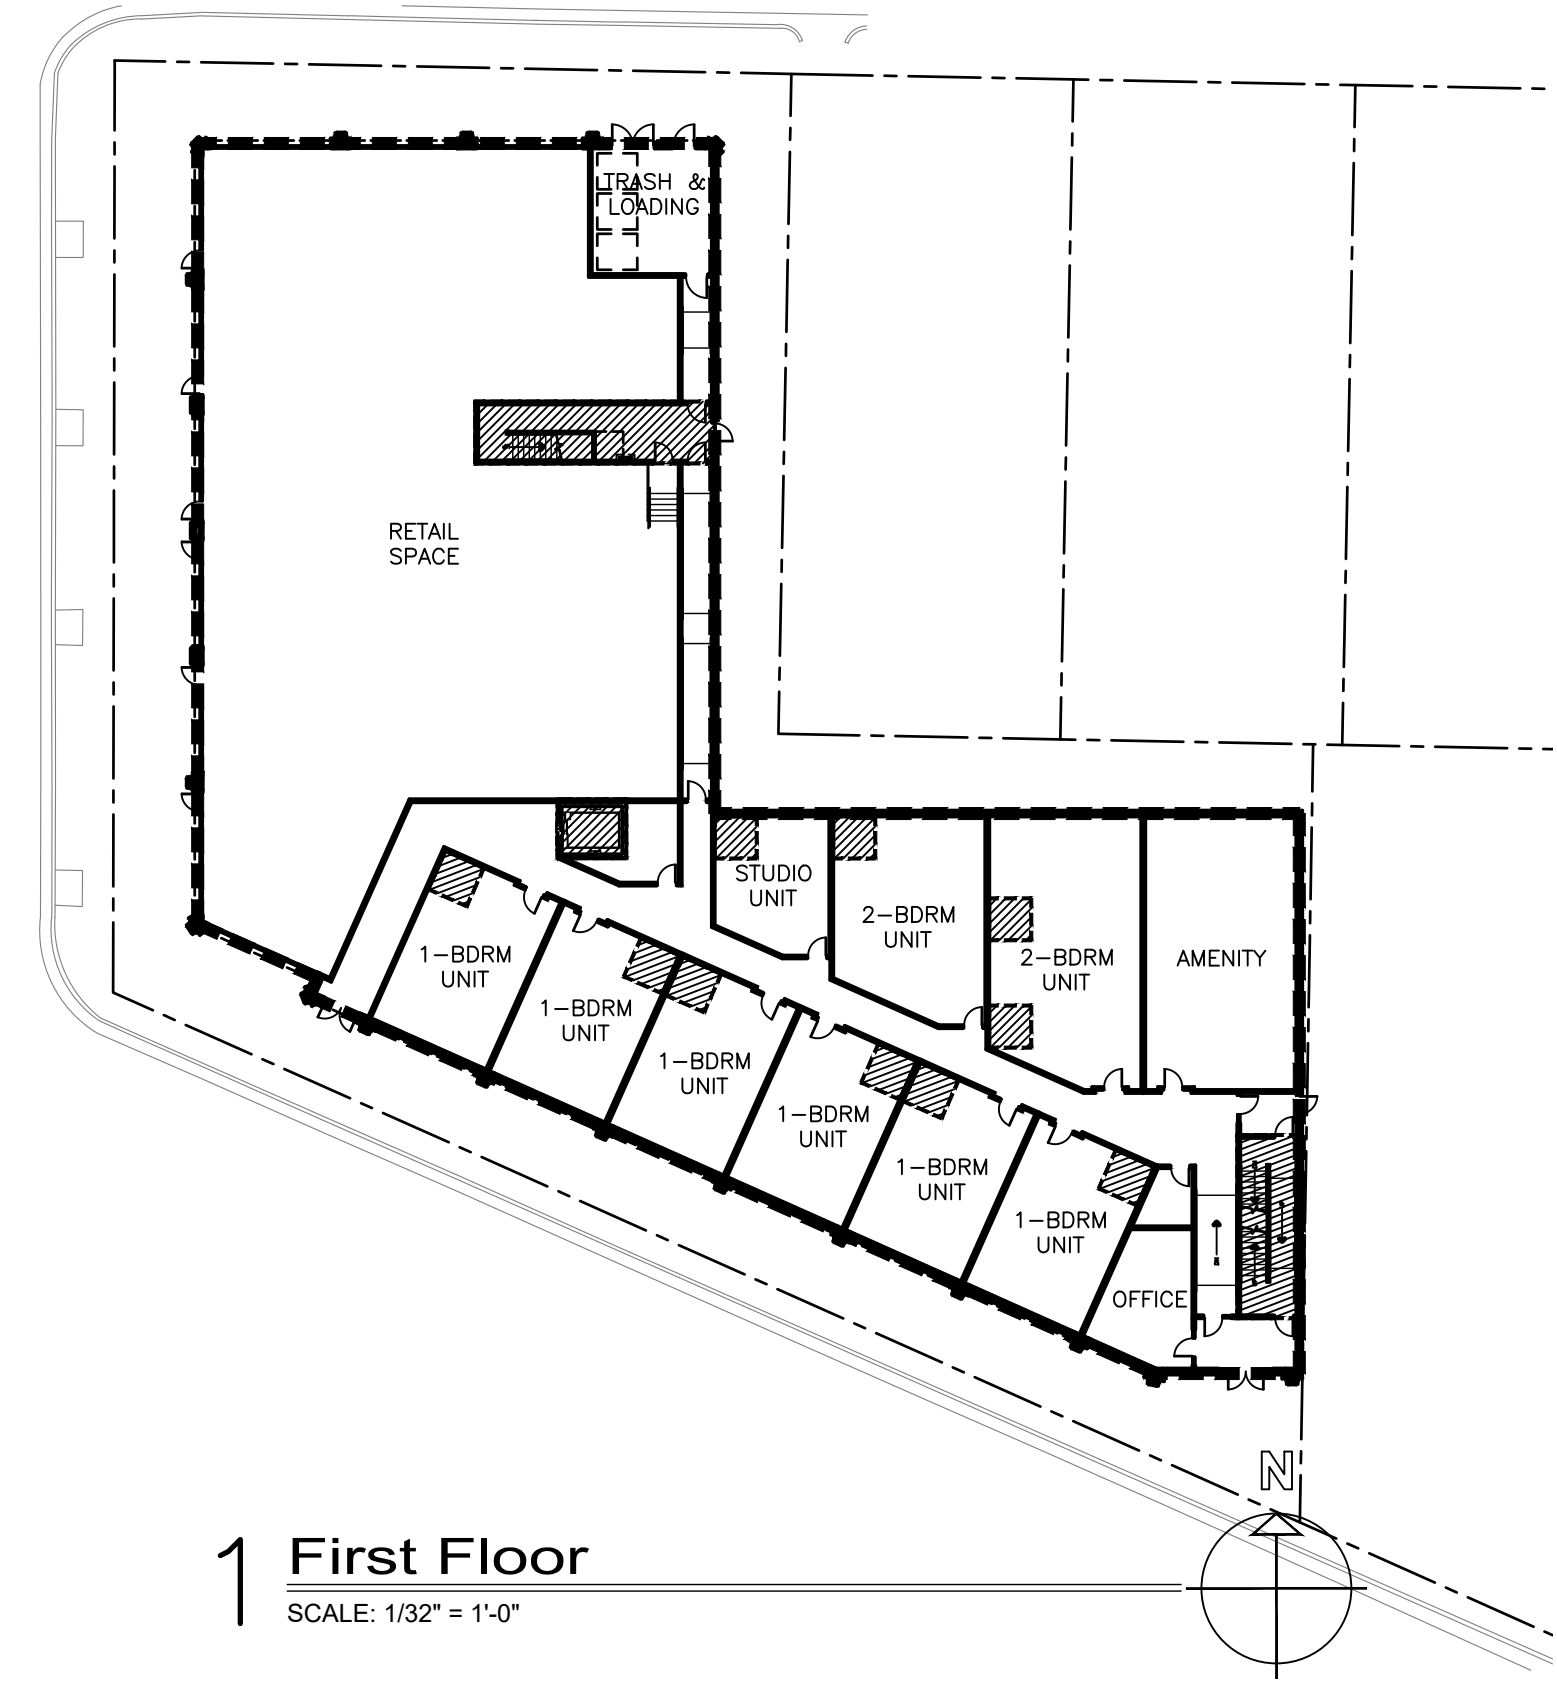 TRASH &
LOADING
RETAIL
SPACE
STUDIO
UNIT
2-BDRM
UNIT
2-BDRM
UNIT
AMENITY
1-BDRM
UNIT
1-BDRM
UNIT
1-BDRM
UNIT
1-BDRM
UNIT
1-BDRM
UNIT
1-BDRM
UNIT
OFFICE
N
1 First Floor
SCALE: 1/32" = 1'-0"